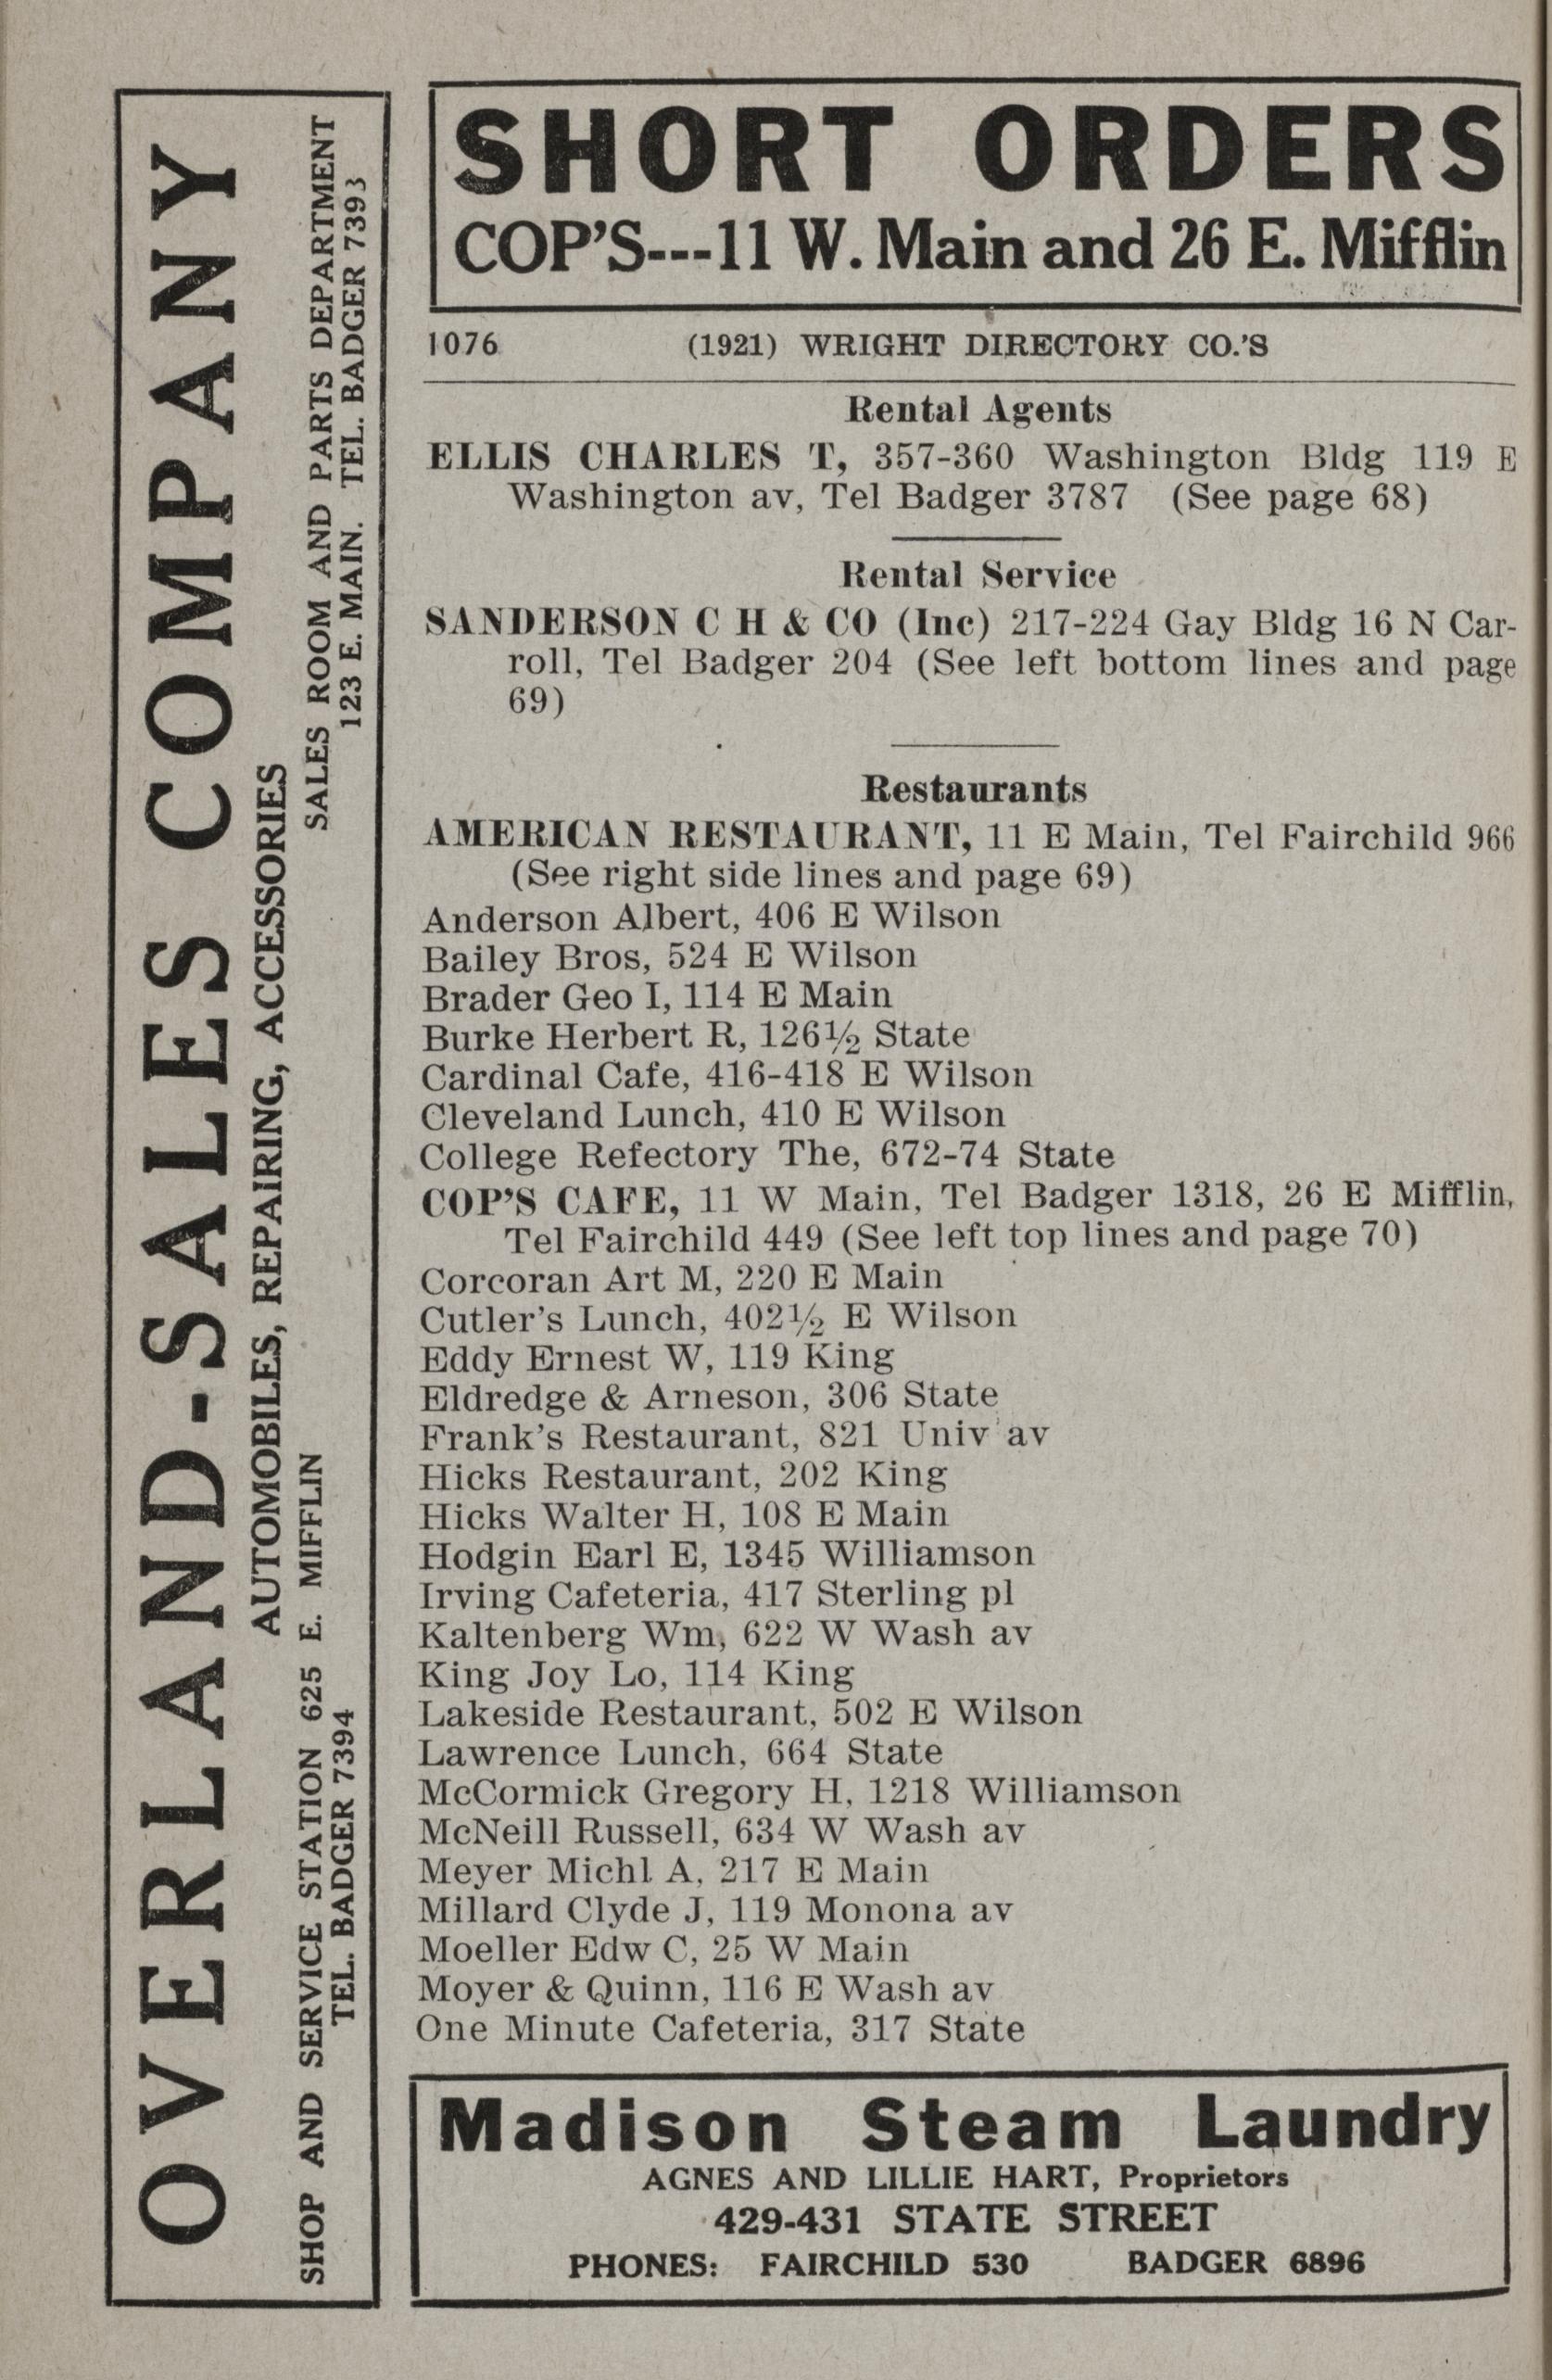 OVERLAND-SALES COMPANY
AUTOMOBILES, REPAIRING, ACCESSORIES
SHOP AND SERVICE STATION 625 E. MIFFLIN
TEL. BADGER 7394
SALES ROOM AND PARTS DEPARTMENT
123 E. MAIN. TEL. BADGER 7393
SHORT ORDERS
COP'S---11 W. Main and 26 E. Mifflin
1076 (1921) WRIGHT DIRECTORY CO.'S
Rental Agents
ELLIS CHARLES T, 357-360 Washington Bldg 119 E
Washington av, Tel Badger 3787 (See page 68)
Rental Service
SANDERSON C H & CO (Inc) 217-224 Gay Bldg 16 N Car-
roll, Tel Badger 204 (See left bottom lines and page
69)
Restaurants
AMERICAN RESTAURANT, 11 E Main, Tel Fairchild 966
(See right side lines and page 69)
Anderson Albert, 406 E Wilson
Bailey Bros, 524 E Wilson
Brader Geo I, 114 E Main
Burke Herbert R, 126½ State
Cardinal Cafe, 416-418 E Wilson
Cleveland Lunch, 410 E Wilson
College Refectory The, 672-74 State
COP'S CAFE, 11 W Main, Tel Badger 1318, 26 E Mifflin,
Tel Fairchild 449 (See left top lines and page 70)
Corcoran Art M, 220 E Main
Cutler's Lunch, 402½ E Wilson
Eddy Ernest W, 119 King
Eldredge & Arneson, 306 State
Frank's Restaurant, 821 Univ av
Hicks Restaurant, 202 King
Hicks Walter H, 108 E Main
Hodgin Earl E, 1345 Williamson
Irving Cafeteria, 417 Sterling pl
Kaltenberg Wm, 622 W Wash av
King Joy Lo, 114 King
Lakeside Restaurant, 502 E Wilson
Lawrence Lunch, 664 State
McCormick Gregory H, 1218 Williamson
McNeill Russell, 634 W Wash av
Meyer Michl A, 217 E Main
Millard Clyde J, 119 Monona av
Moeller Edw C, 25 W Main
Moyer & Quinn, 116 E Wash av
One Minute Cafeteria, 317 State
Madison Steam Laundry
AGNES AND LILLIE HART, Proprietors
429-431 STATE STREET
PHONES: FAIRCHILD 530 BADGER 6896